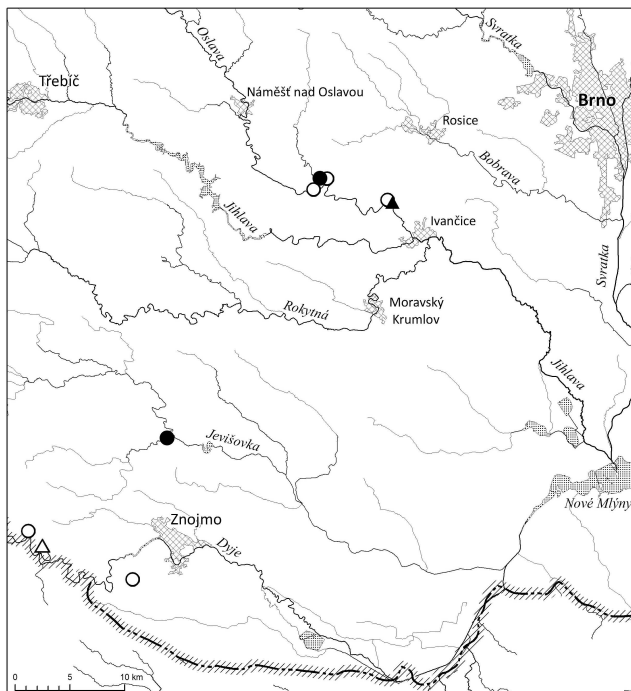 Oslava
Svratka
Třebíč
Náměšť nad Oslavou
Brno
Rosice
Bobrava
Jihlava
Ivančice
Svratka
Rokytná
Moravský
Krumlov
Jihlava
Jevišovka
Nové Mlýny
Znojmo
Dyje
0 5 10 km